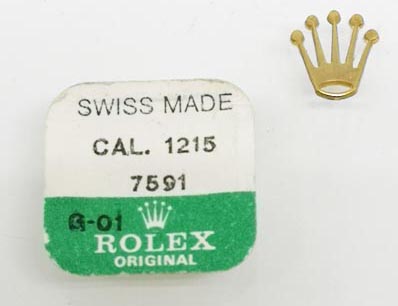 SWISS MADE
CAL. 1215
7591
G-01
ROLEX
ORIGINAL